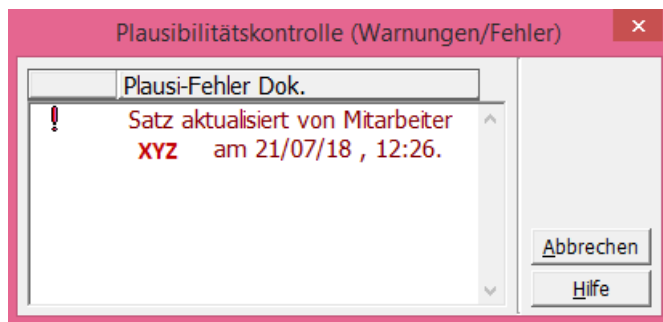 Plausibilitätskontrolle (Warnungen/Fehler)
Plausi-Fehler Dok.
Satz aktualisiert von Mitarbeiter
XYZ am 21/07/18 , 12:26.
Abbrechen
Hilfe